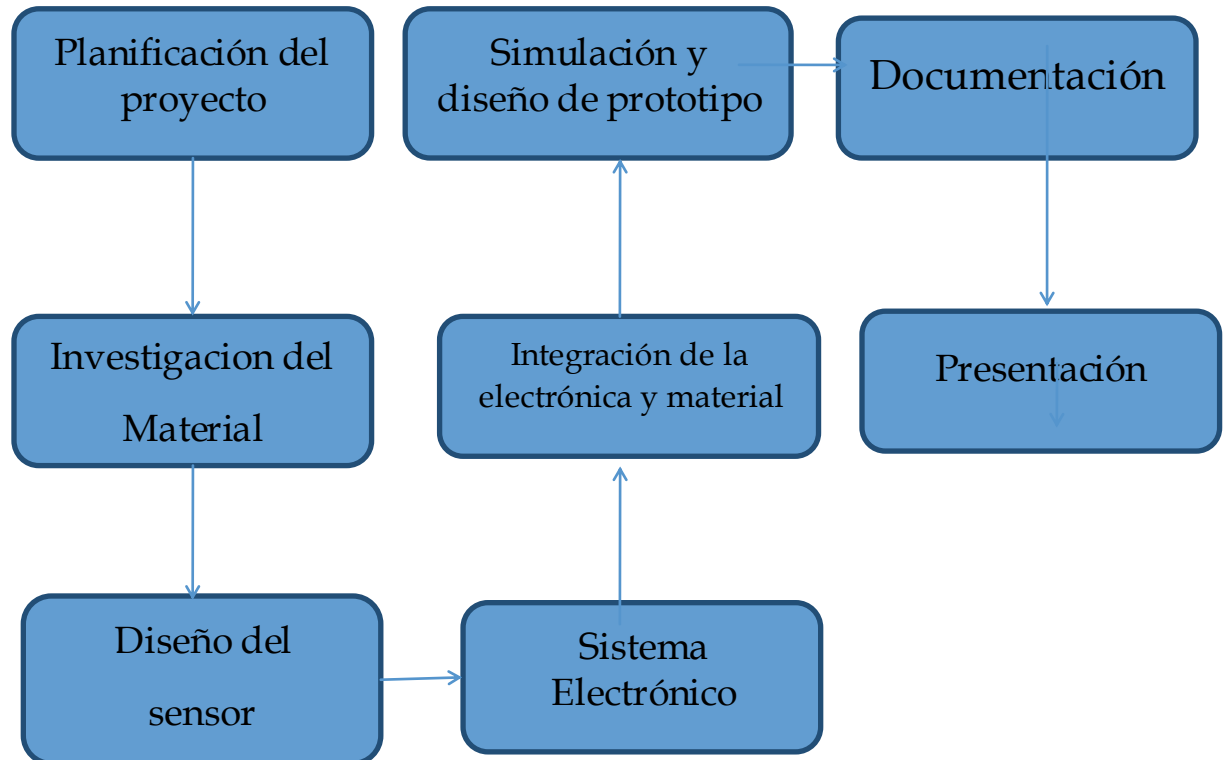 Planificación del
proyecto
Investigacion del
Material
Diseño del
sensor
Sistema
Electrónico
Integración de la
electrónica y material
Simulación y
diseño de prototipo
Documentación
Presentación